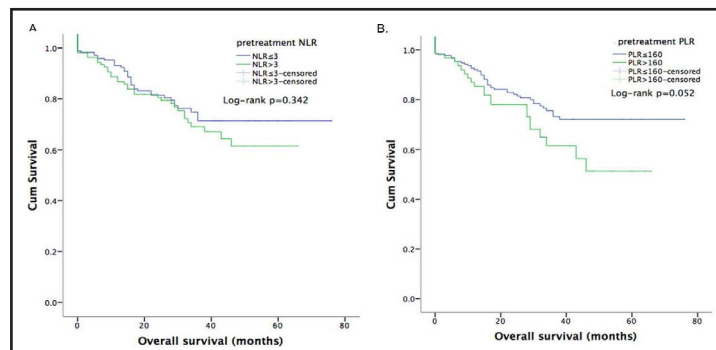 A
pretreatment NLR
NLR≤3
NLR>3
NLR≤3-censored
NLR>3-censored
Log-rank p=0.342
Cum Survival
1.0
0.8
0.6
0.4
0.2
0.0
0 20 40 60 80
Overall survival (months)
B.
pretreatment PLR
PLR≤160
PLR>160
PLR≤160-censored
PLR>160-censored
Log-rank p=0.052
Cum Survival
1.0
0.8
0.6
0.4
0.2
0.0
0 20 40 60 80
Overall survival (months)